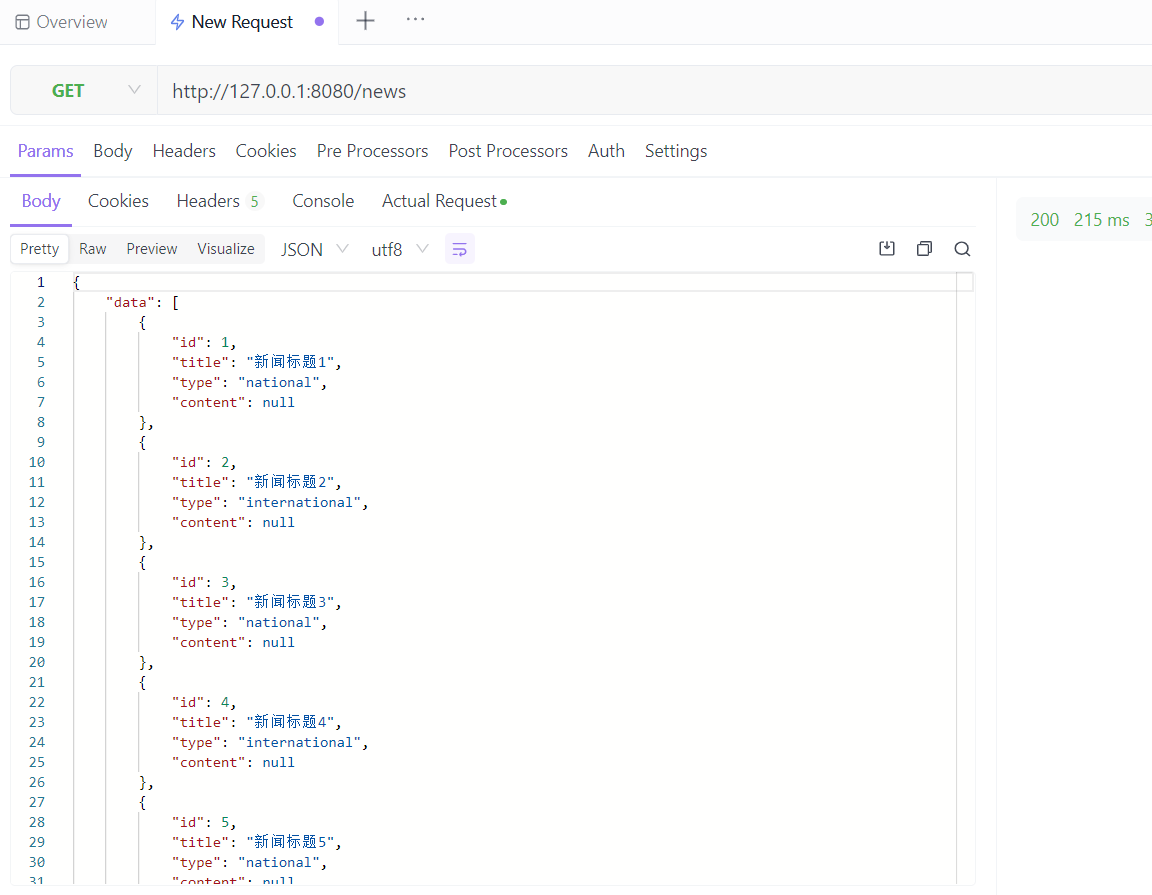 Overview New Request
GET http://127.0.0.1:8080/news
Params Body Headers Cookies Pre Processors Post Processors Auth Settings
Body Cookies Headers 5 Console Actual Request
200 215 ms 3
Pretty Raw Preview Visualize JSON utf8
1 {
2 "data": [
3 {
4 "id": 1,
5 "title": "新闻标题1",
6 "type": "national",
7 "content": null
8 },
9 {
10 "id": 2,
11 "title": "新闻标题2",
12 "type": "international",
13 "content": null
14 },
15 {
16 "id": 3,
17 "title": "新闻标题3",
18 "type": "national",
19 "content": null
20 },
21 {
22 "id": 4,
23 "title": "新闻标题4",
24 "type": "international",
25 "content": null
26 },
27 {
28 "id": 5,
29 "title": "新闻标题5",
30 "type": "national",
31 "content": null